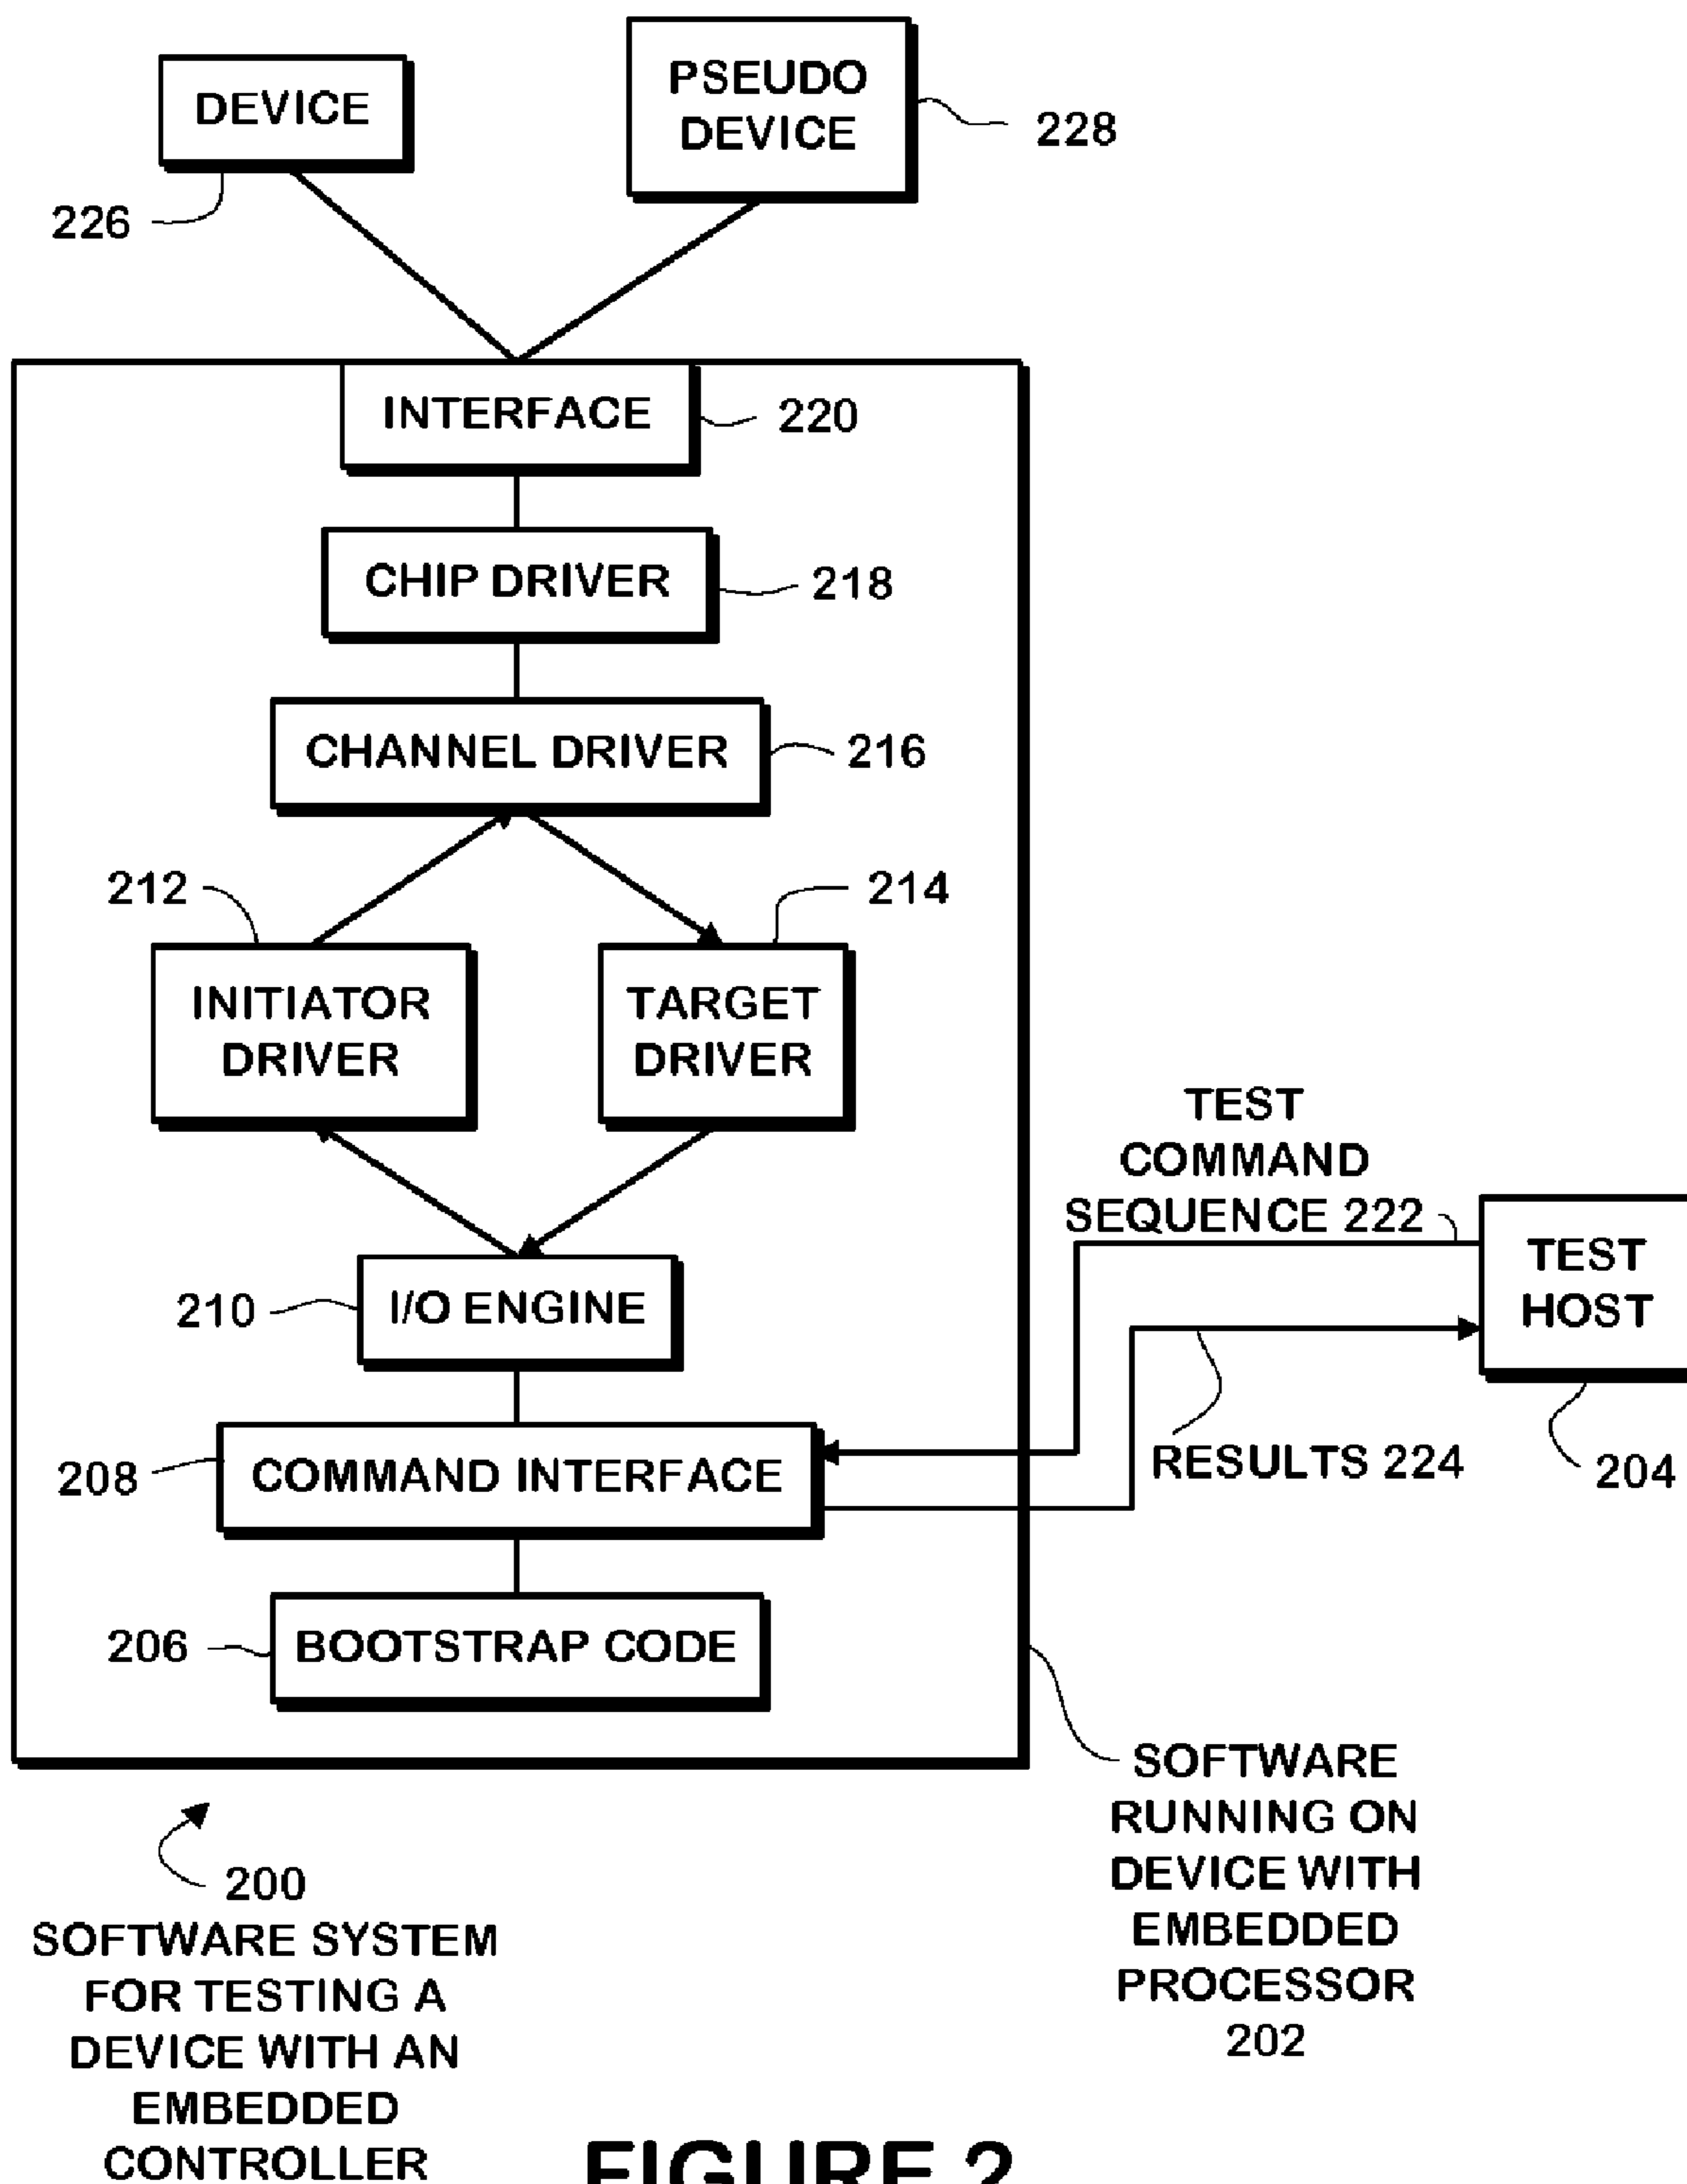 DEVICE
226
PSEUDO
DEVICE
228
INTERFACE
220
CHIP DRIVER
218
CHANNEL DRIVER
216
212
214
INITIATOR
DRIVER
TARGET
DRIVER
TEST
COMMAND
SEQUENCE 222
TEST
HOST
204
210
I/O ENGINE
208
COMMAND INTERFACE
RESULTS 224
206
BOOTSTRAP CODE
SOFTWARE
RUNNING ON
DEVICE WITH
EMBEDDED
PROCESSOR
202
200
SOFTWARE SYSTEM
FOR TESTING A
DEVICE WITH AN
EMBEDDED
CONTROLLER
FIGURE 2